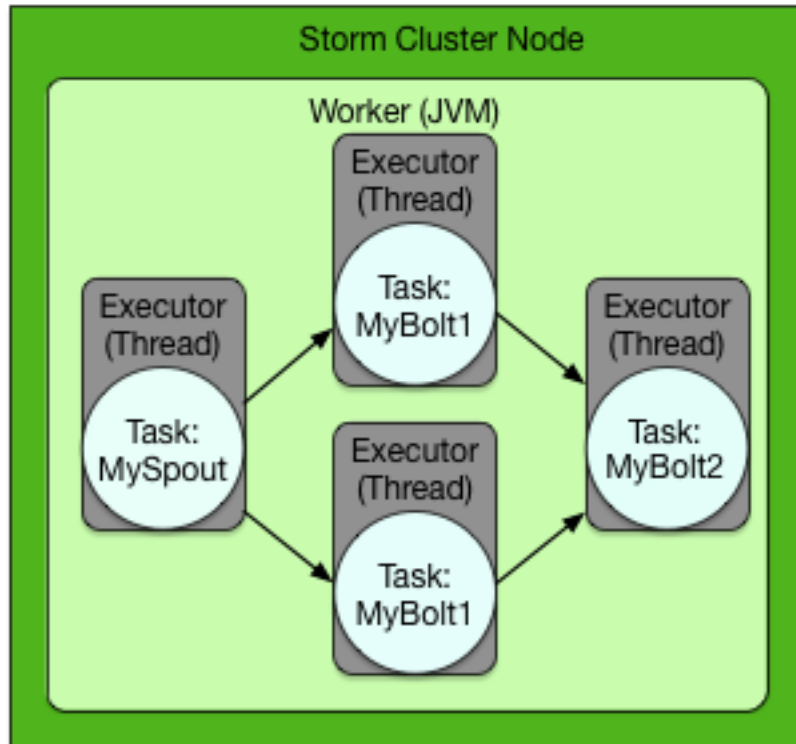 Storm Cluster Node
Worker (JVM)
Executor
(Thread)
Task:
MyBolt1
Executor
(Thread)
Task:
MySpout
Executor
(Thread)
Task:
MyBolt2
Executor
(Thread)
Task:
MyBolt1